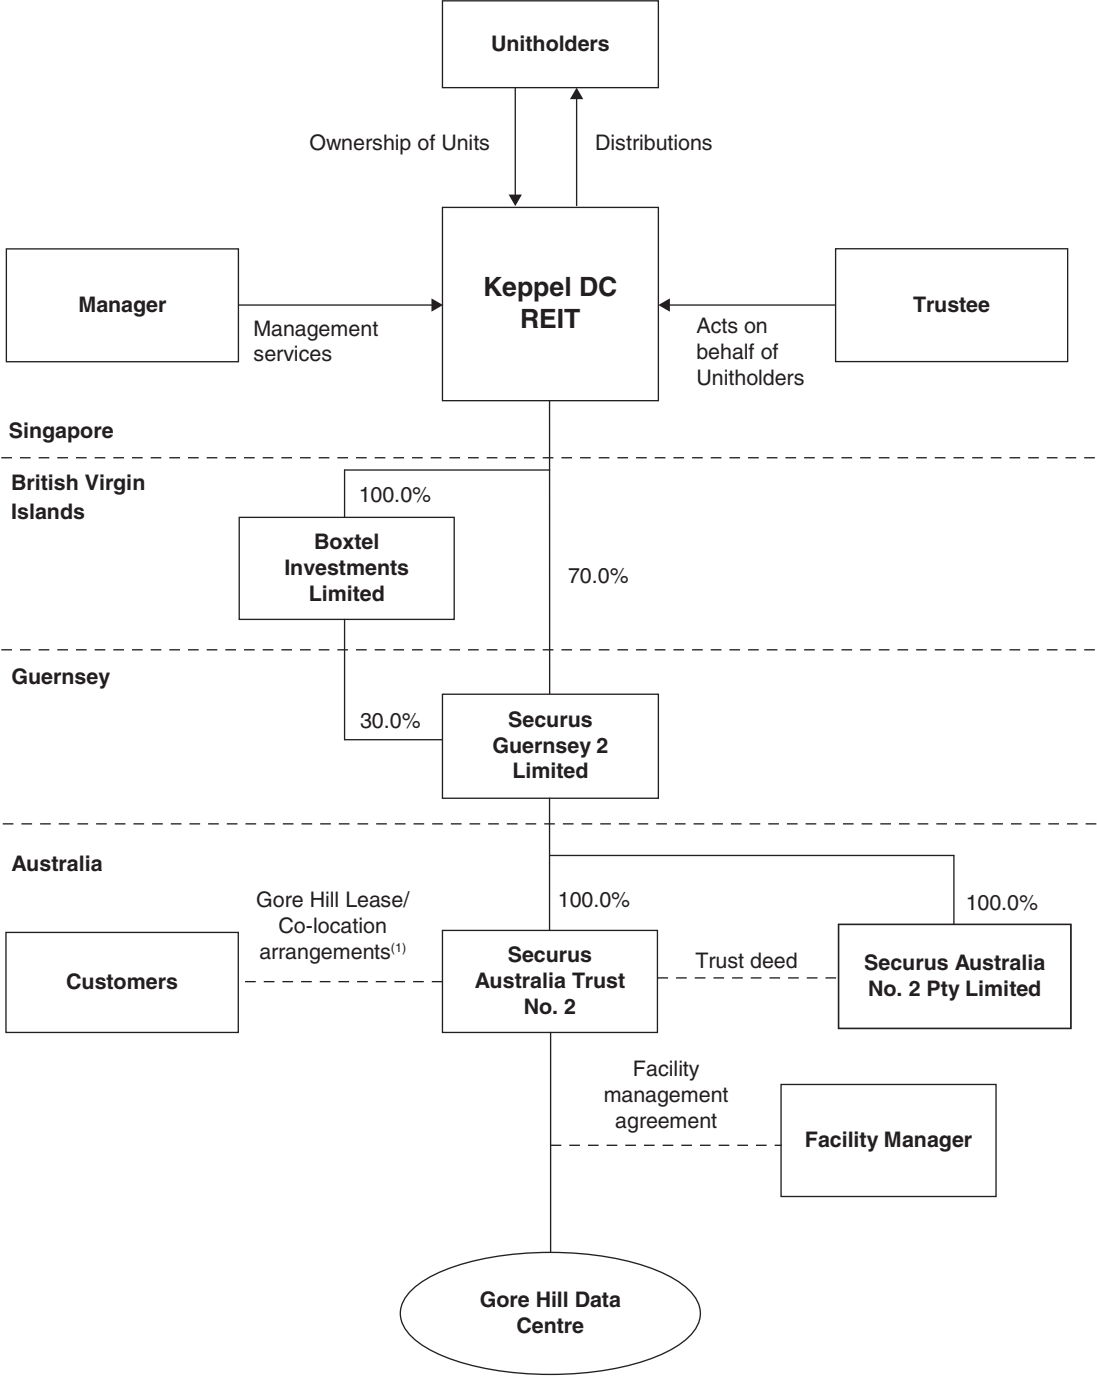 Unitholders
Ownership of Units
Distributions
Manager
Management
services
Keppel DC
REIT
Acts on
behalf of
Unitholders
Trustee
Singapore
British Virgin
Islands
100.0%
Boxtel
Investments
Limited
70.0%
Guernsey
30.0%
Securus
Guernsey 2
Limited
Australia
Gore Hill Lease/
Co-location
arrangements(1)
100.0%
100.0%
Customers
Securus
Australia Trust
No. 2
Trust deed
Securus Australia
No. 2 Pty Limited
Facility
management
agreement
Facility Manager
Gore Hill Data
Centre